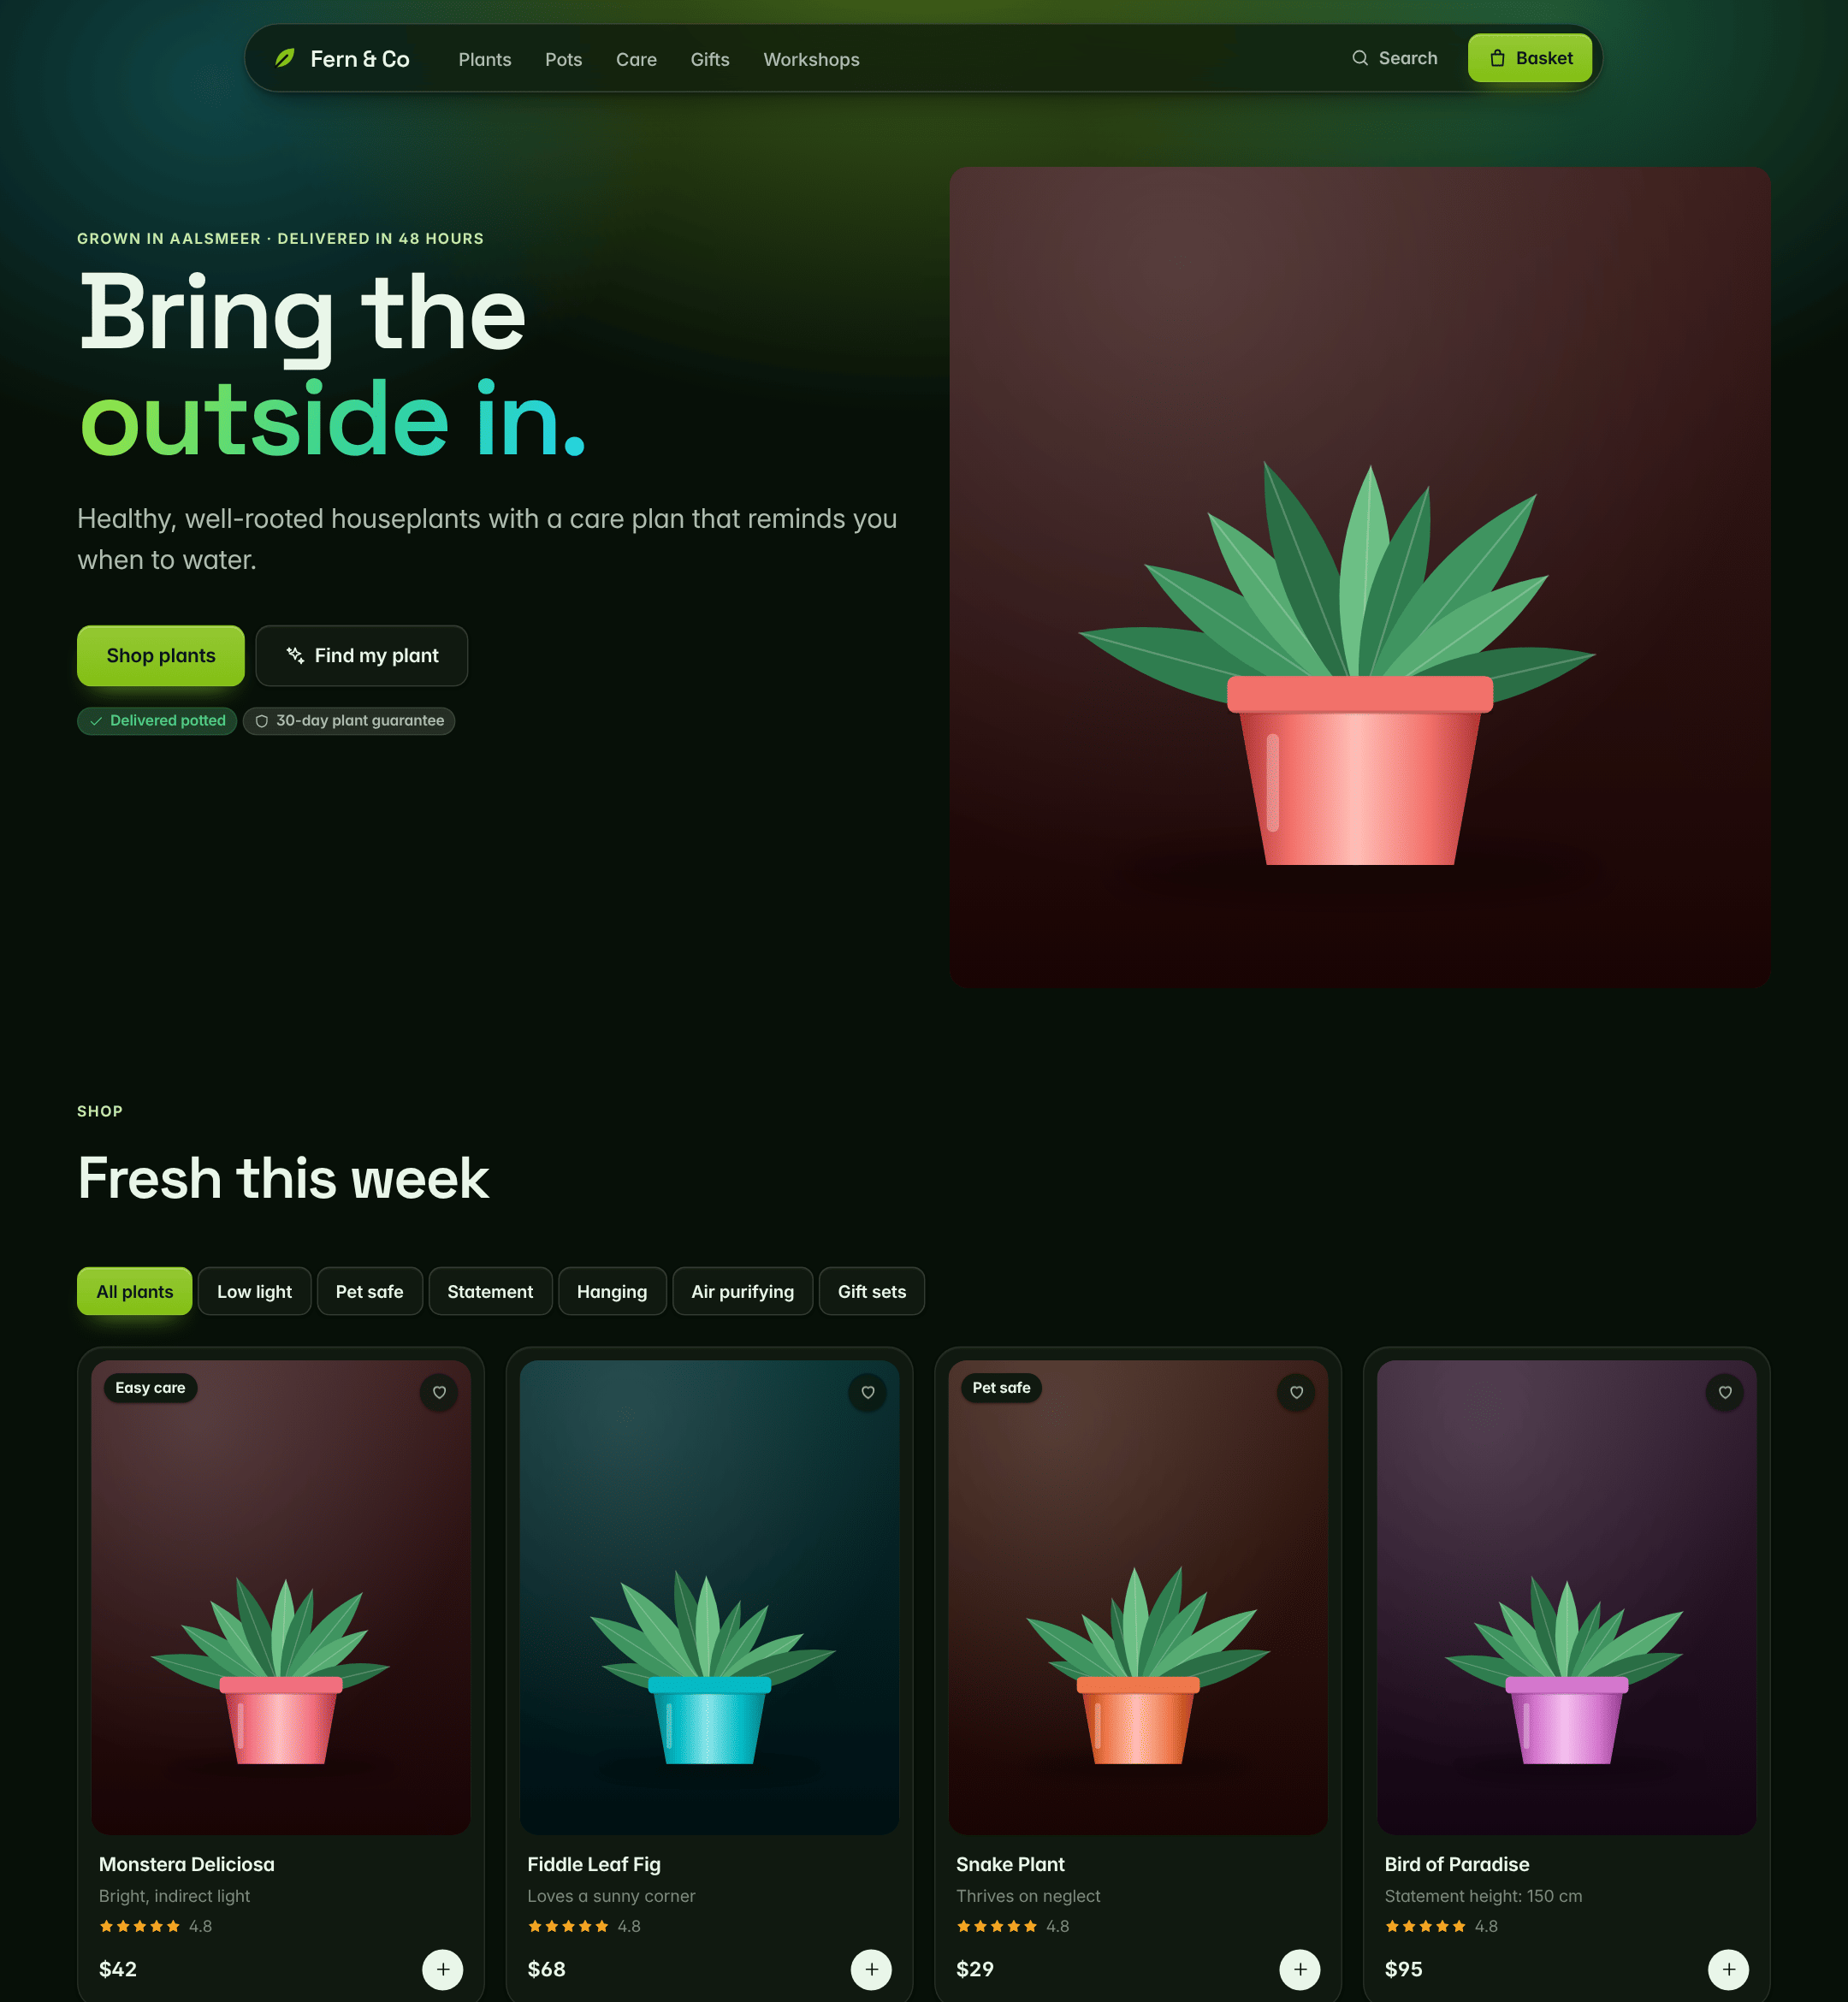 Fern & Co
Plants
Pots
Care
Gifts
Workshops
Search
Basket
GROWN IN AALSMEER · DELIVERED IN 48 HOURS
Bring the
outside in.
Healthy, well-rooted houseplants with a care plan that reminds you
when to water.
Shop plants
Find my plant
Delivered potted
30-day plant guarantee
SHOP
Fresh this week
All plants
Low light
Pet safe
Statement
Hanging
Air purifying
Gift sets
Easy care
Monstera Deliciosa
Bright, indirect light
4.8
$42
Fiddle Leaf Fig
Loves a sunny corner
4.8
$68
Pet safe
Snake Plant
Thrives on neglect
4.8
$29
Bird of Paradise
Statement height: 150 cm
4.8
$95